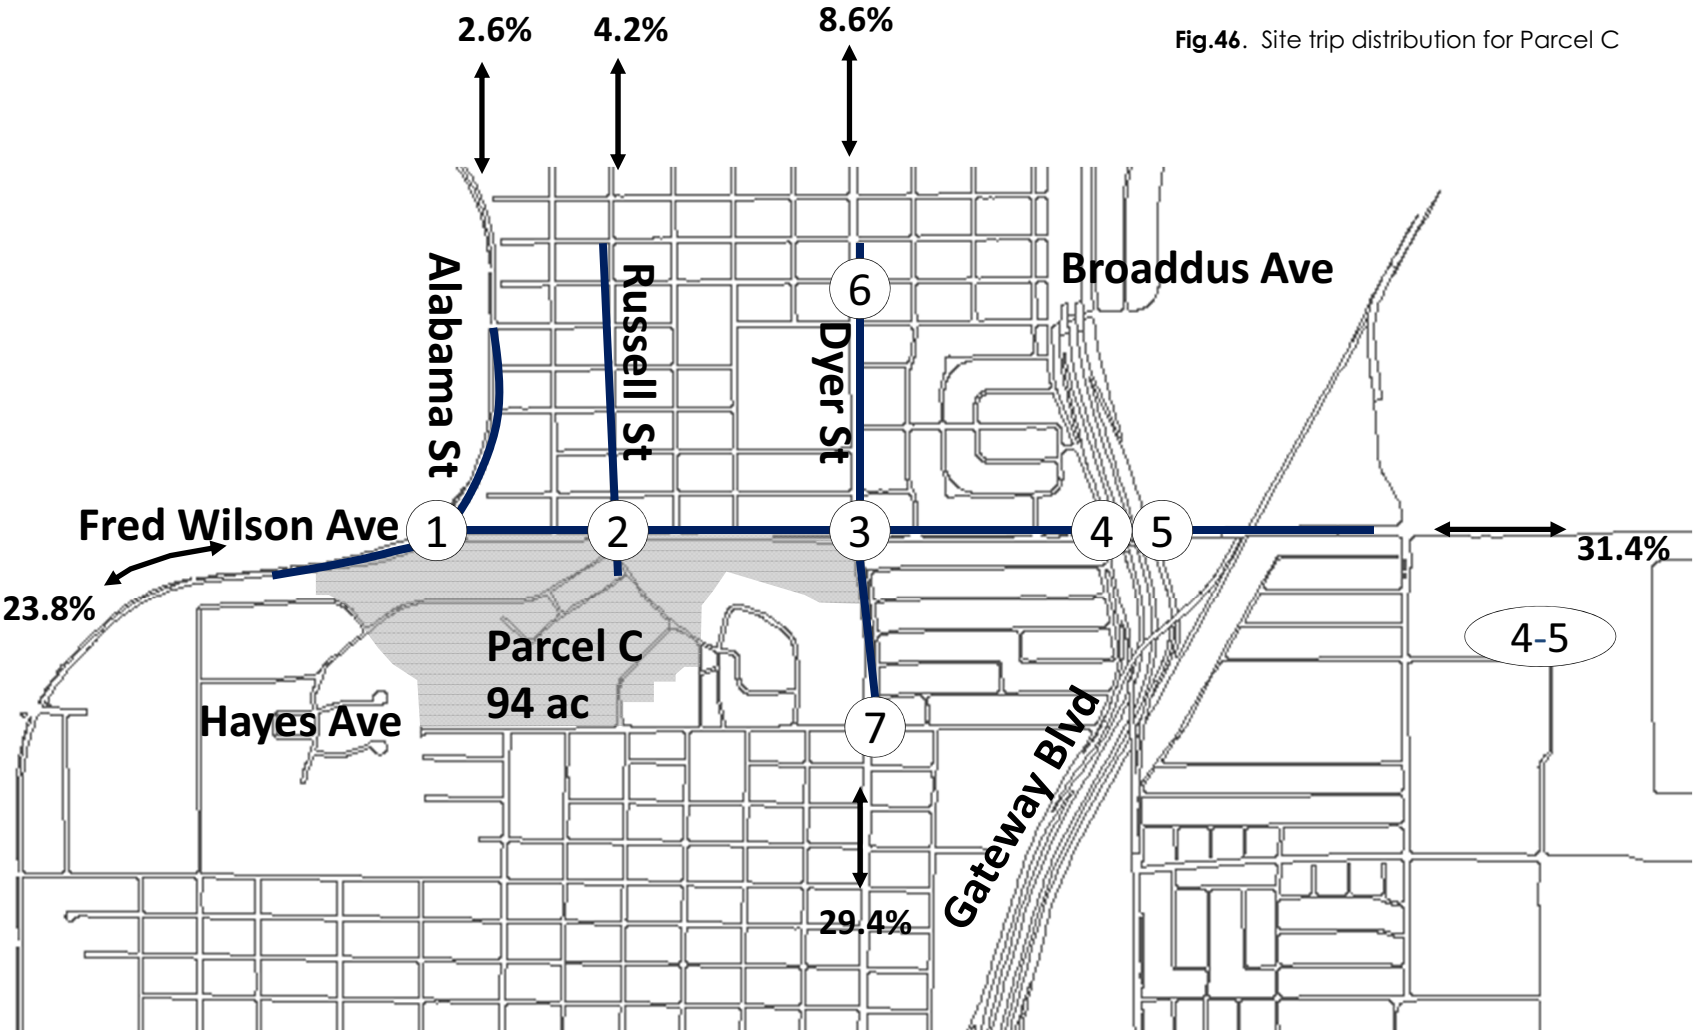 2.6%
4.2%
8.6%
Fig.46. Site trip distribution for Parcel C
Alabama St
Russell St
6
Dyer St
Broaddus Ave
Fred Wilson Ave
1
2
3
4
5
31.4%
23.8%
4-5
Parcel C
94 ac
Hayes Ave
7
Gateway Blvd
29.4%